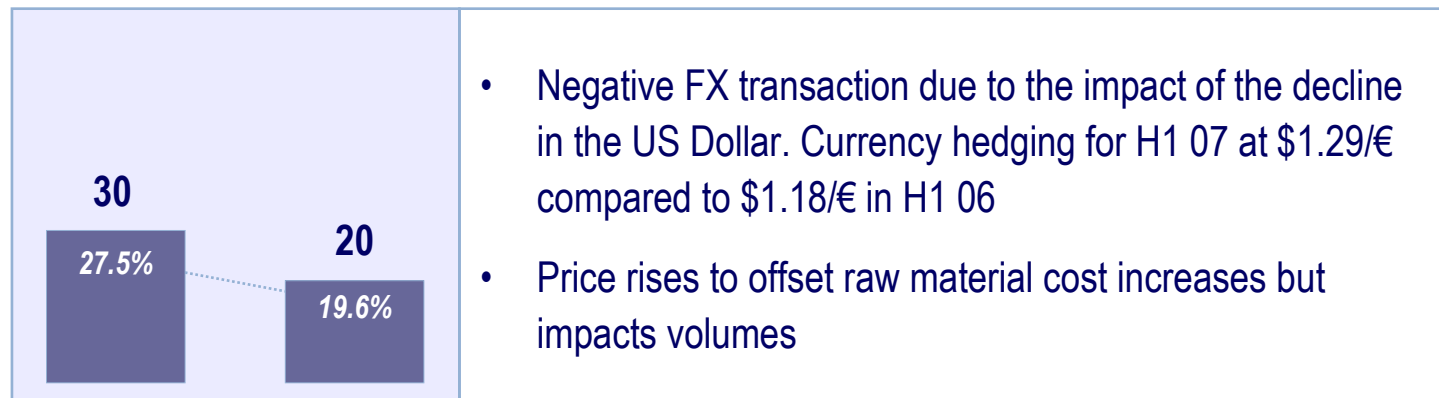 30
27.5%
20
19.6%
• Negative FX transaction due to the impact of the decline
in the US Dollar. Currency hedging for H1 07 at $1.29/€
compared to $1.18/€ in H1 06
• Price rises to offset raw material cost increases but
impacts volumes